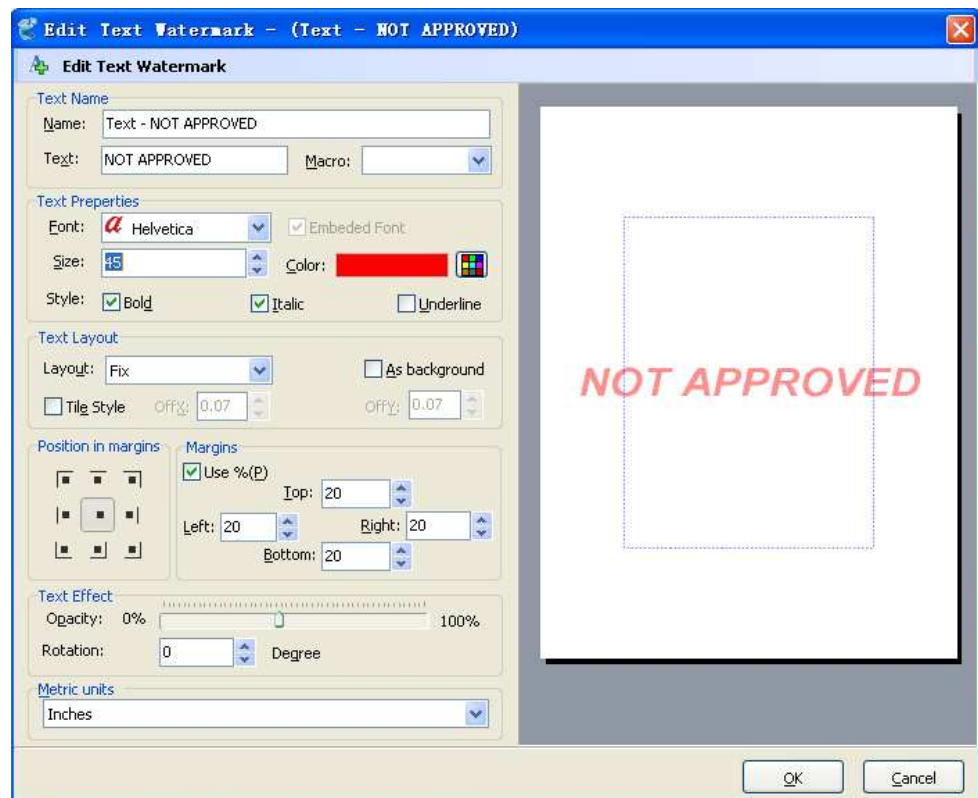 Edit Text Watermark - (Text - NOT APPROVED)
Edit Text Watermark
Text Name
Name: Text - NOT APPROVED
Text: NOT APPROVED Macro:
Text Preperties
Font: a Helvetica Embeded Font
Size: 45 Color:
Style: Bold Italic Underline
Text Layout
Layout: Fix As background
Tile Style OffX: 0.07 OffY: 0.07
Position in margins
Margins
Use %(P)
Top: 20
Left: 20 Right: 20
Bottom: 20
Text Effect
Opacity: 0% 100%
Rotation: 0 Degree
Metric units
Inches
NOT APPROVED
OK Cancel